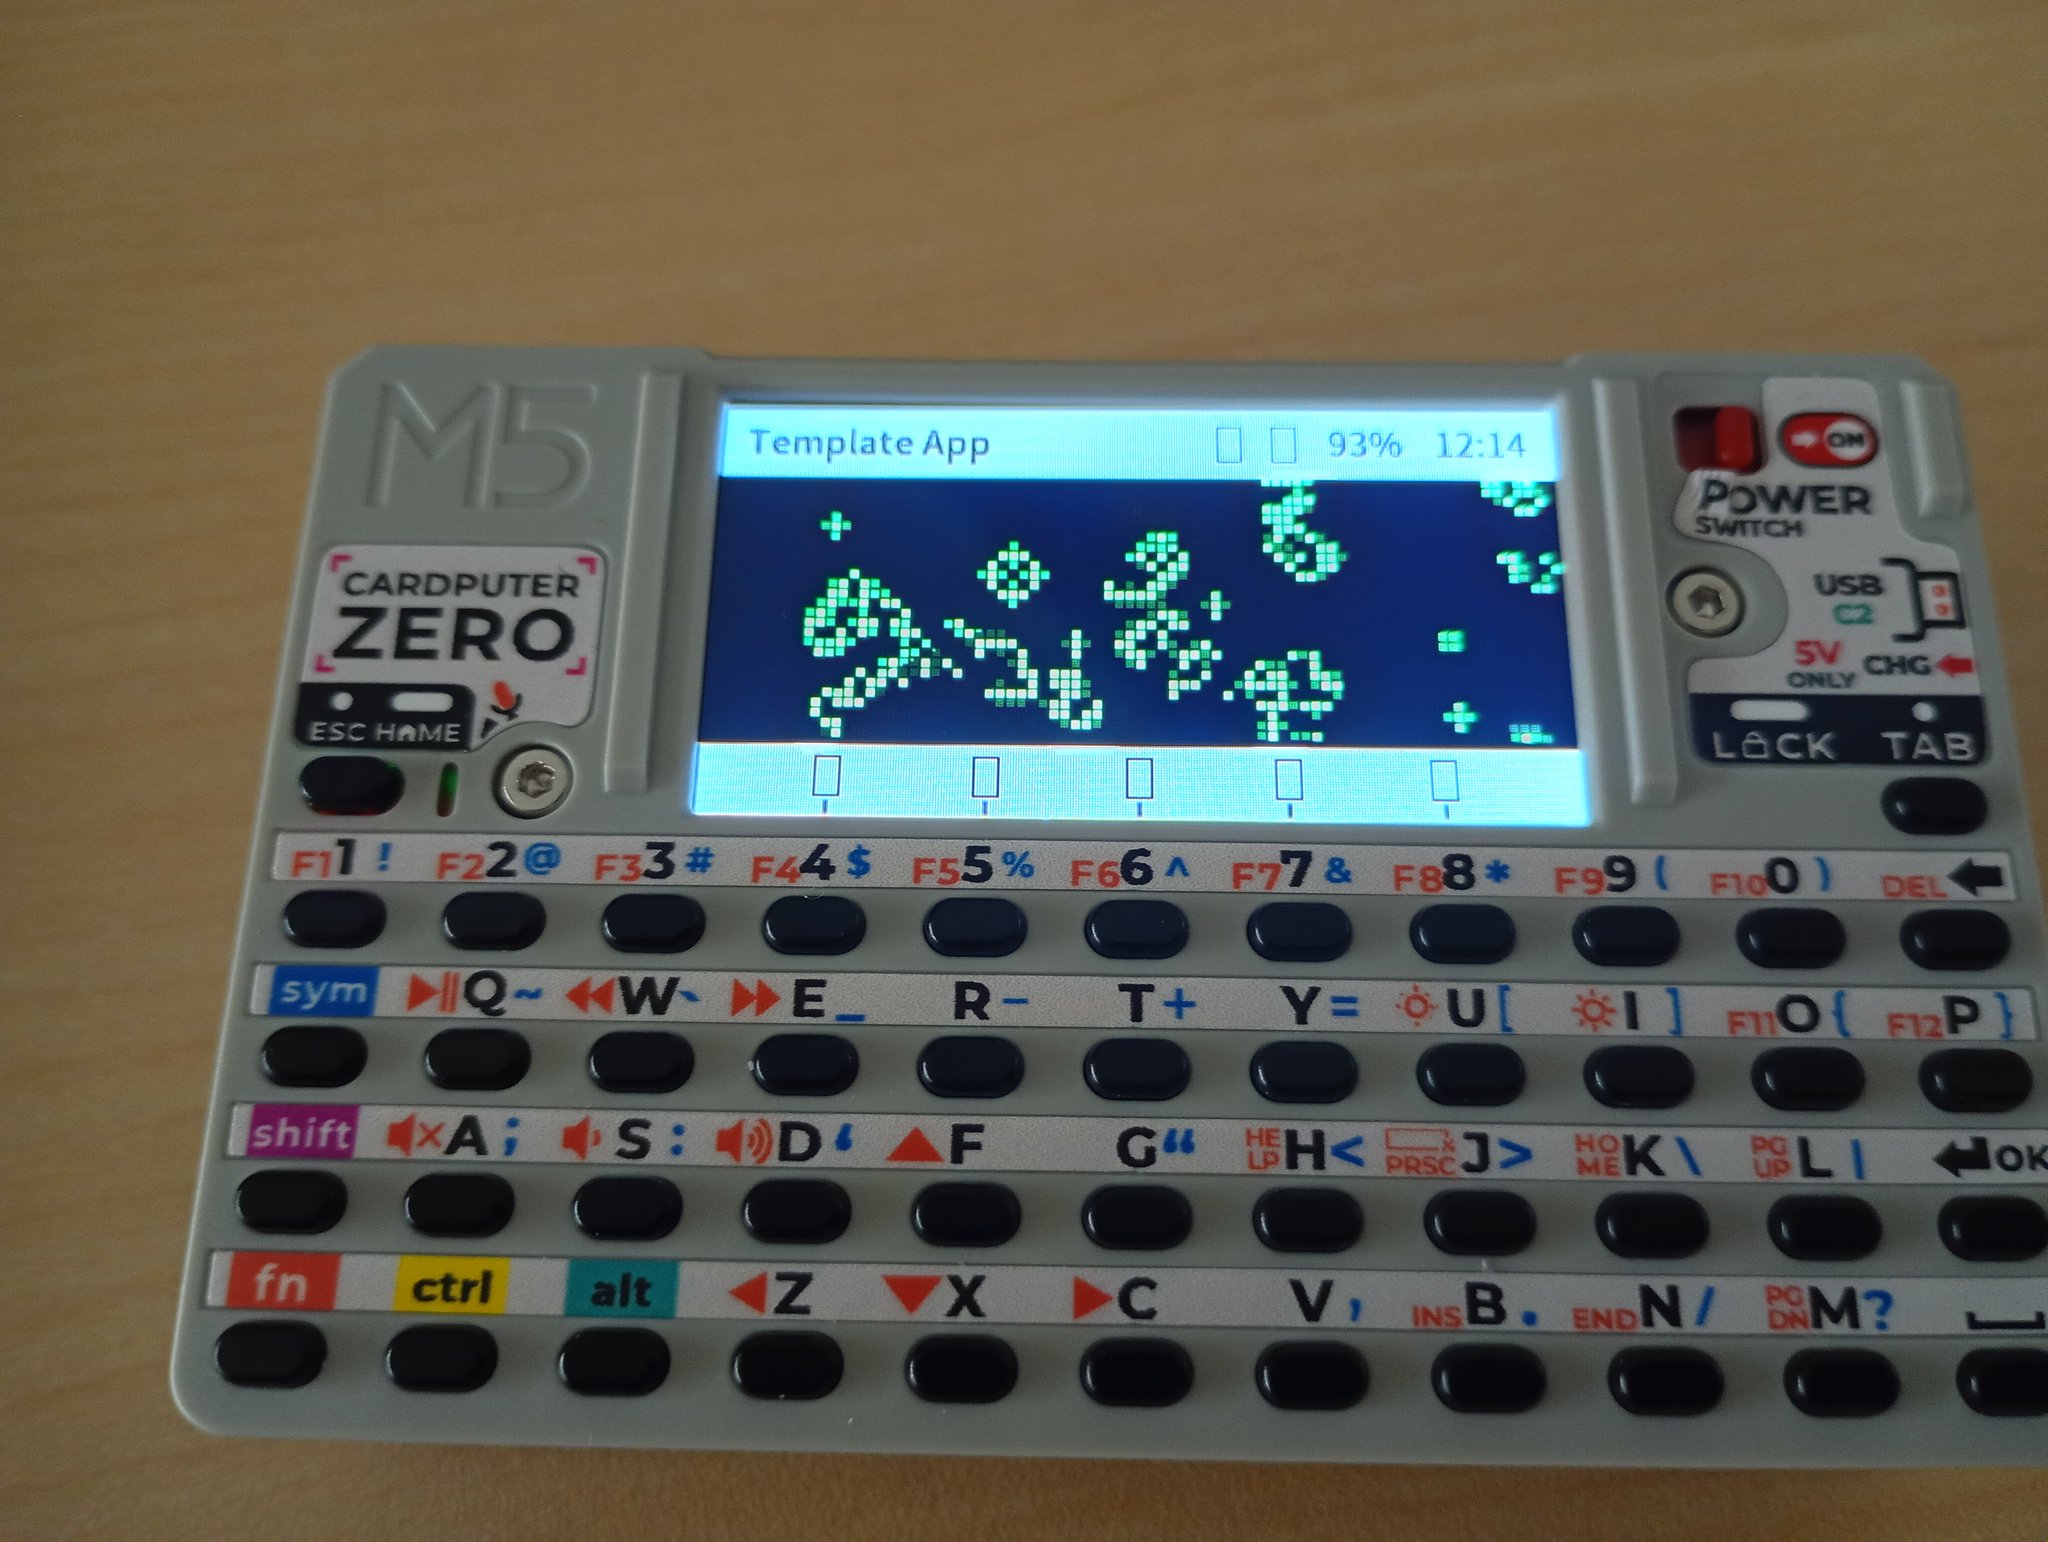 M5
CARDPUTER
ZERO
ESC HOME
Template App 93% 12:14
ON
POWER
SWITCH
USB
C2
5V
ONLY
CHG
LOCK TAB
F1 1 ! F2 2 @ F3 3 # F4 4 $ F5 5 % F6 6 ^ F7 7 & F8 8 * F9 9 ( F10 0 ) DEL
sym Q ~ W ` E _ R - T + Y = U [ I ] F11 O { F12 P }
shift A ; S : D ‘ F G “ HELP H < PRSC J > HOME K \ PGUP L | OK
fn ctrl alt Z X C V , INS B . END N / PGDN M ?